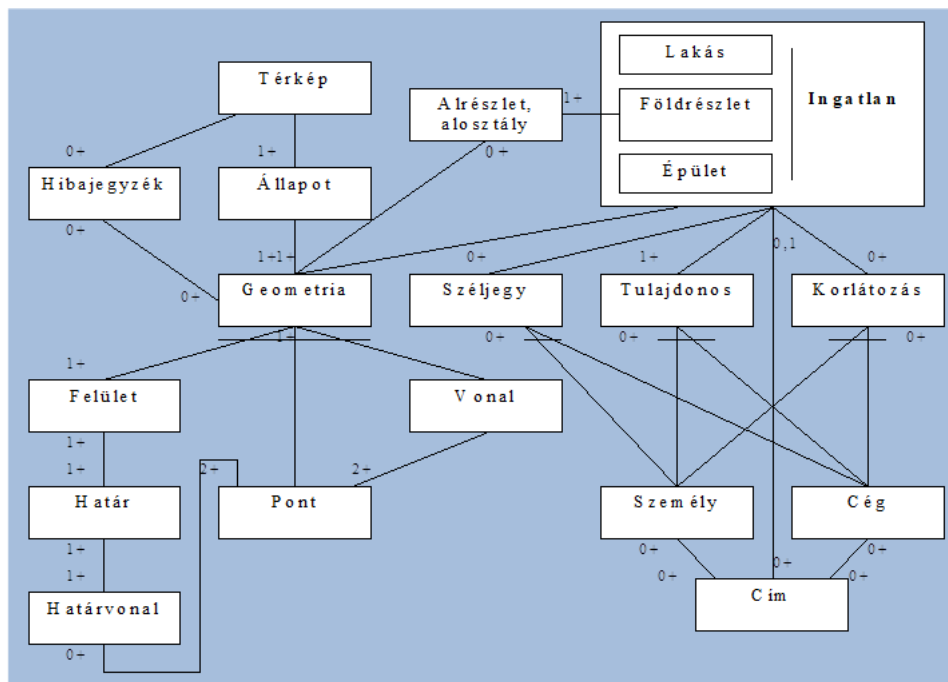 Lakás
Térkép
Alrészlet,
alosztály
1+
Földrészlet
Ingatlan
0+
1+
0+
Épület
Hibajegyzék
Állapot
0+
1+1+
0+
1+
0,1
0+
0+
Geometria
Széljegy
Tulajdonos
Korlátozás
1+
0+
0+
0+
1+
Felület
Vonal
1+
1+
2+
2+
Határ
Pont
Személy
Cég
1+
0+
0+
1+
0+
0+
0+
Határvonal
Cím
0+